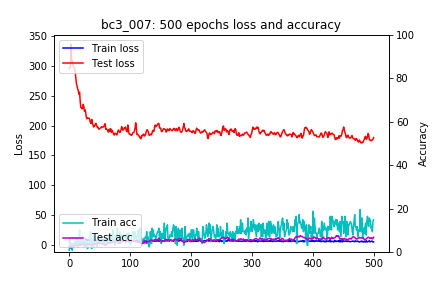 bc3_007: 500 epochs loss and accuracy
Train loss
Test loss
Train acc
Test acc
Loss
Accuracy
350
300
250
200
150
100
50
0
100
80
60
40
20
0
0
100
200
300
400
500